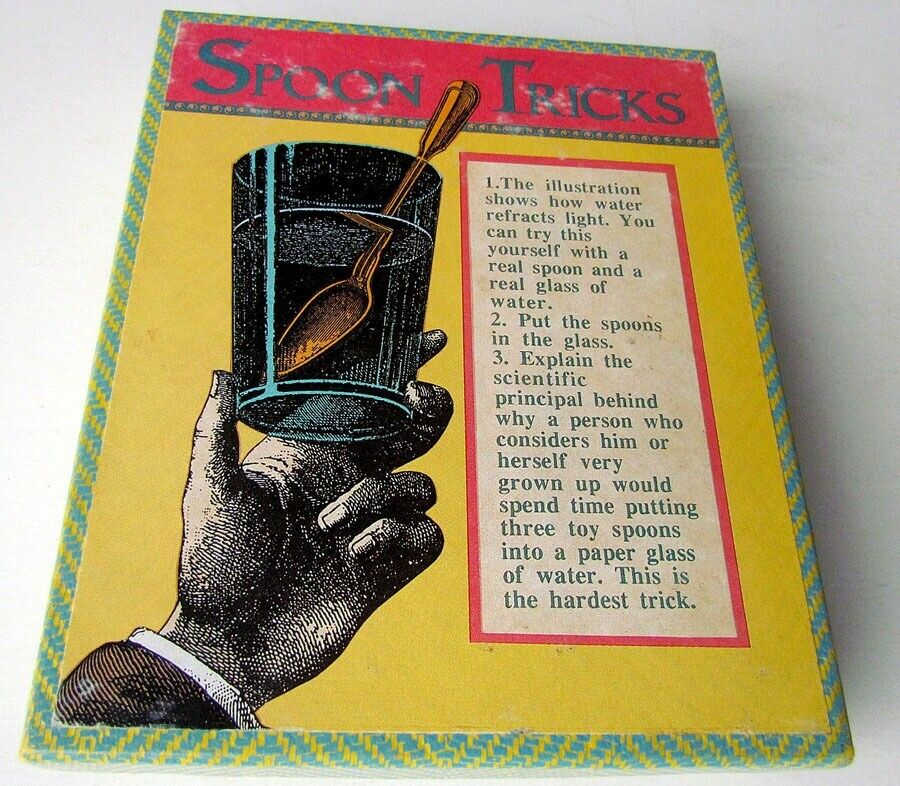 SPOON TRICKS
1.The illustration
shows how water
refracts light. You
can try this
yourself with a
real spoon and a
real glass of
water.
2. Put the spoons
in the glass.
3. Explain the
scientific
principal behind
why a person who
considers him or
herself very
grown up would
spend time putting
three toy spoons
into a paper glass
of water. This is
the hardest trick.